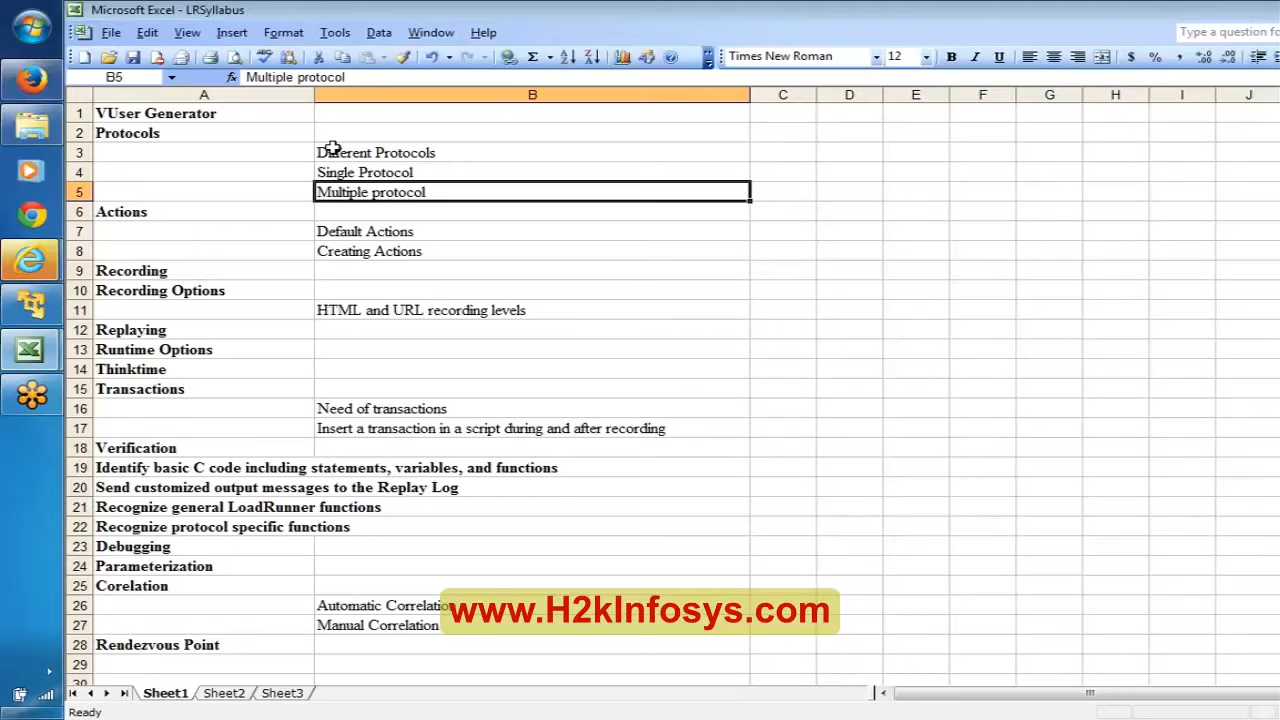 Microsoft Excel - LRSyllabus
File Edit View Insert Format Tools Data Window Help
Type a question fo
Times New Roman 12 B I U $ % ,
B5 fx Multiple protocol
A B C D E F G H I J
1 VUser Generator
2 Protocols
3 Different Protocols
4 Single Protocol
5 Multiple protocol
6 Actions
7 Default Actions
8 Creating Actions
9 Recording
10 Recording Options
11 HTML and URL recording levels
12 Replaying
13 Runtime Options
14 Thinktime
15 Transactions
16 Need of transactions
17 Insert a transaction in a script during and after recording
18 Verification
19 Identify basic C code including statements, variables, and functions
20 Send customized output messages to the Replay Log
21 Recognize general LoadRunner functions
22 Recognize protocol specific functions
23 Debugging
24 Parameterization
25 Corelation
26 Automatic Correlatio
www.H2kInfosys.com
27 Manual Correlation
28 Rendezvous Point
29
30
Sheet1 Sheet2 Sheet3
Ready